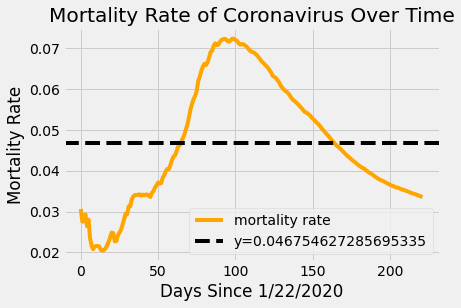 Mortality Rate of Coronavirus Over Time
Mortality Rate
0.07
0.06
0.05
0.04
0.03
0.02
mortality rate
y=0.046754627285695335
0 50 100 150 200
Days Since 1/22/2020